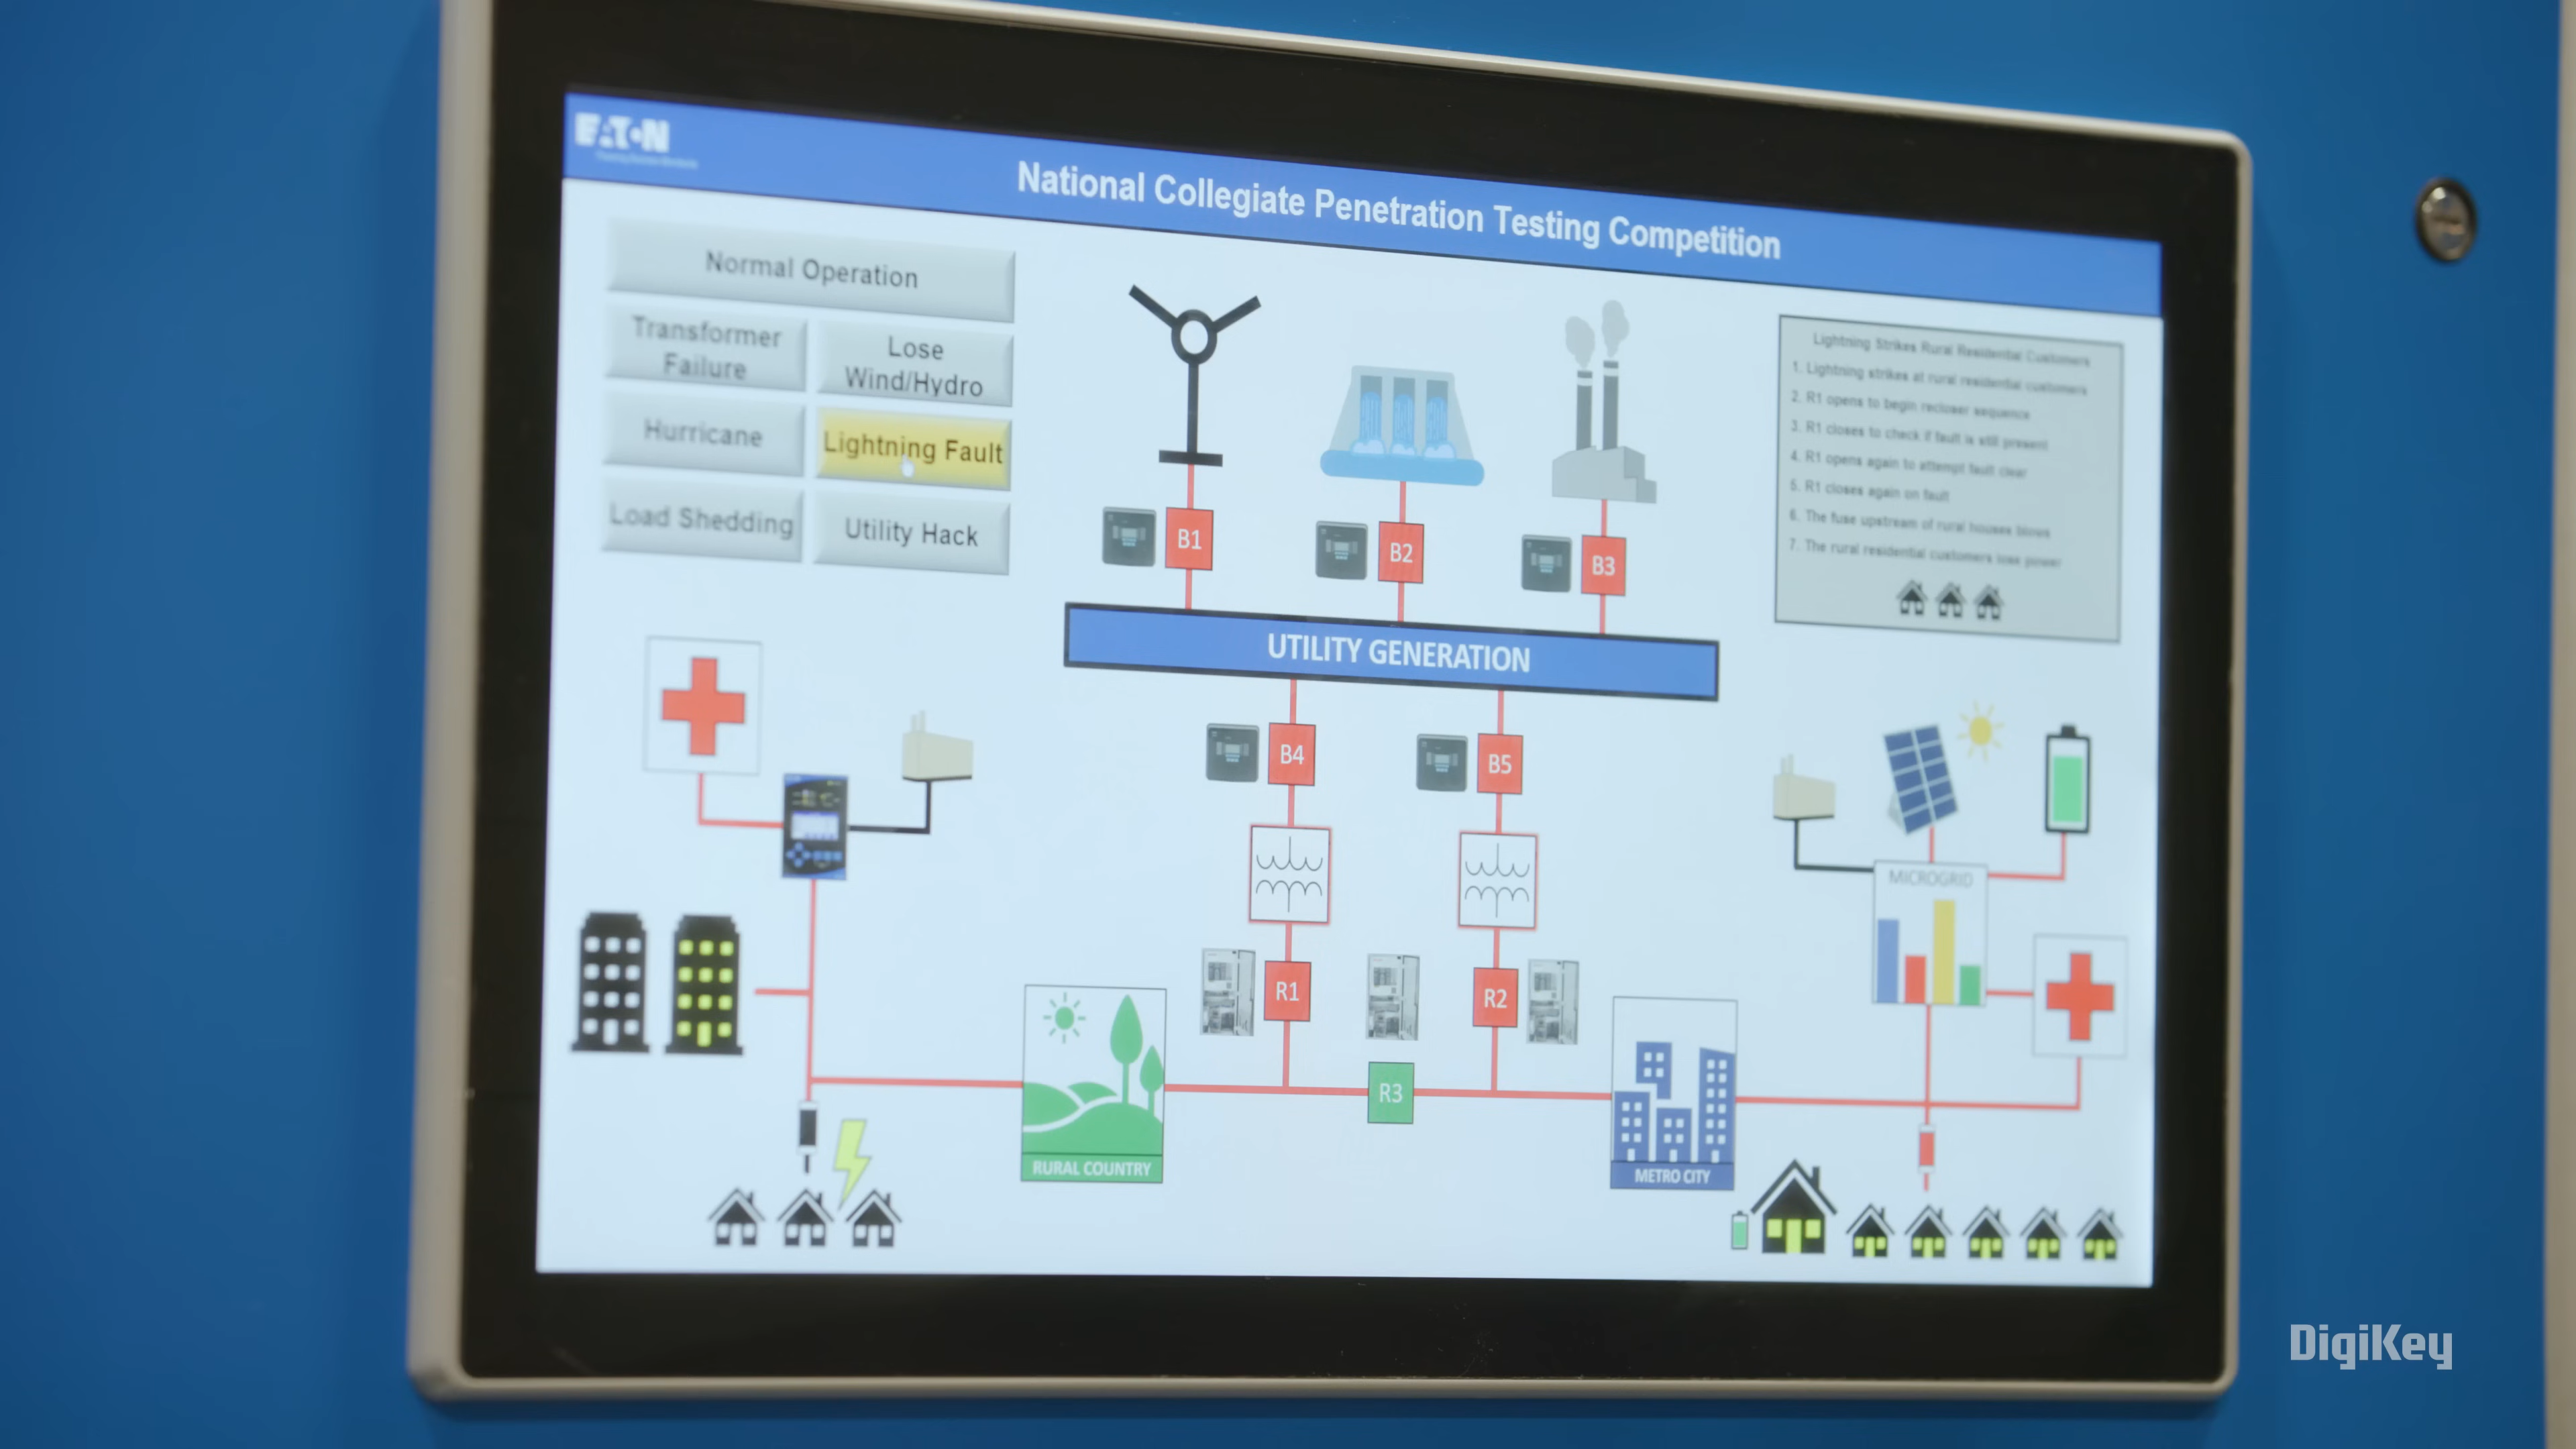 EATON
National Collegiate Penetration Testing Competition
Normal Operation
Transformer
Failure
Lose
Wind/Hydro
Hurricane
Lightning Fault
Load Shedding
Utility Hack
Lightning Strikes Rural Residential Customers
1. Lightning strikes at rural residential customers
2. R1 opens to begin recloser sequence
3. R1 closes to check if fault is still present
4. R1 opens again to attempt fault clear
5. R1 closes again on fault
6. The fuse upstream of rural houses blows
7. The rural residential customers lose power
B1
B2
B3
UTILITY GENERATION
B4
B5
MICROGRID
R1
R2
R3
RURAL COUNTRY
METRO CITY
DigiKey